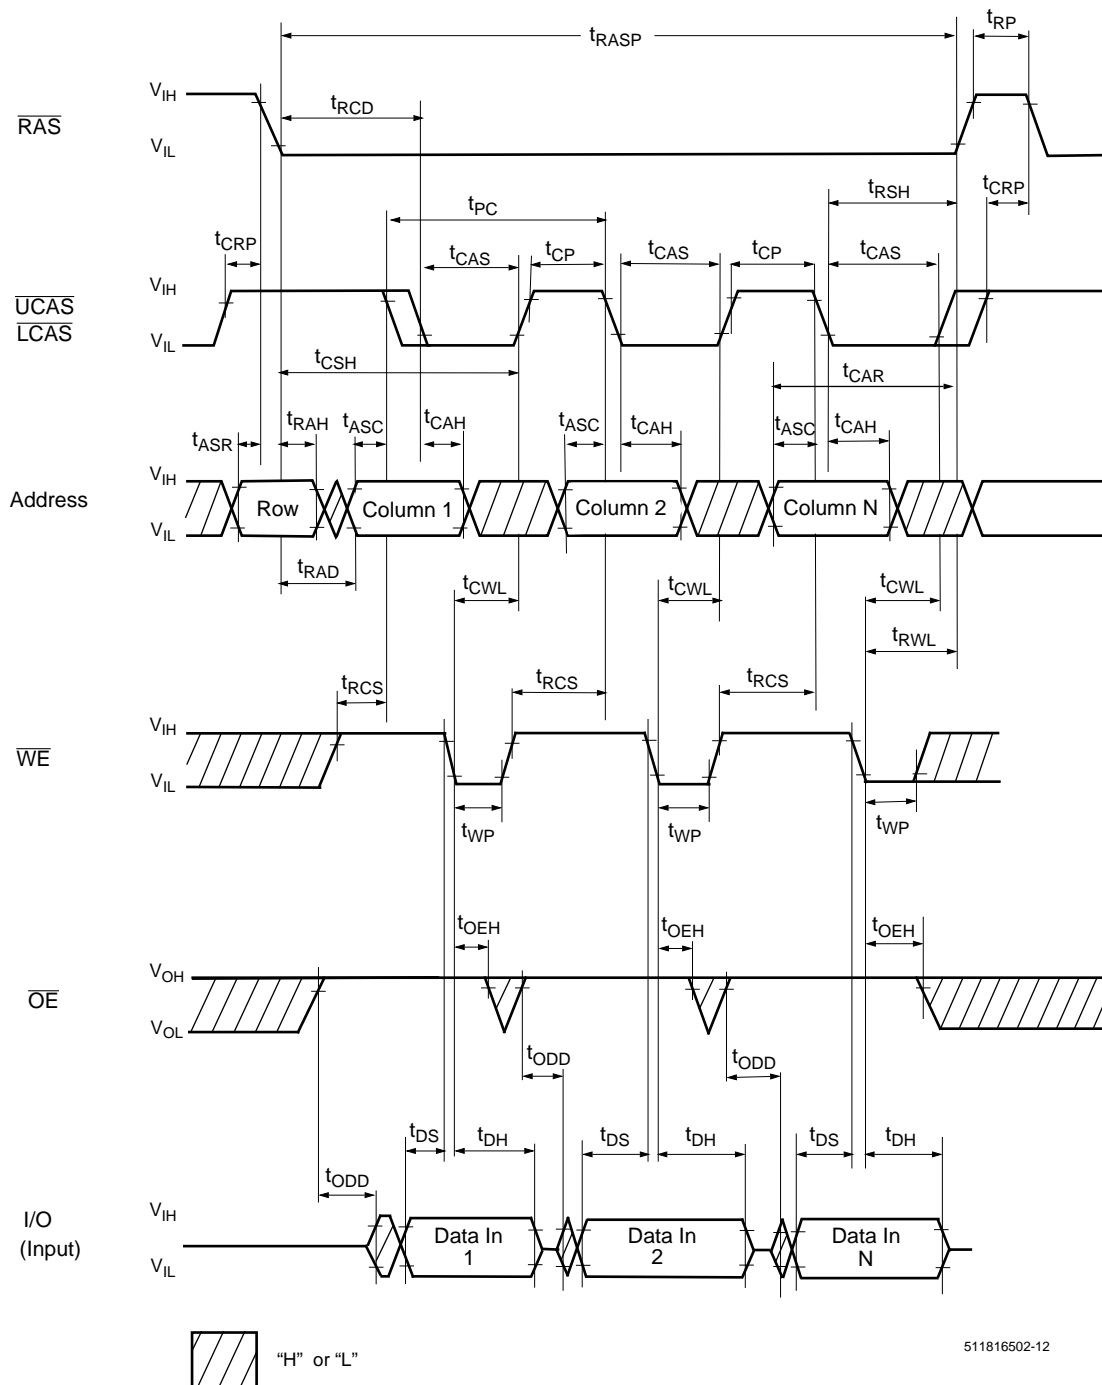 tRASP
tRP
VIH
RAS
VIL
tRCD
tRSH
tCRP
tPC
tCRP
tCAS
tCP
tCAS
tCP
tCAS
VIH
UCAS
LCAS
VIL
tCSH
tCAR
tASR
tRAH
tASC
tCAH
tASC
tCAH
tASC
tCAH
VIH
Address
Row
Column 1
Column 2
Column N
VIL
tRAD
tCWL
tCWL
tCWL
tRWL
tRCS
tRCS
tRCS
VIH
WE
VIL
tWP
tWP
tWP
tOEH
tOEH
tOEH
VOH
OE
VOL
tODD
tODD
tDS
tDH
tDS
tDH
tDS
tDH
tODD
VIH
I/O
(Input)
VIL
Data In
1
Data In
2
Data In
N
"H" or "L"
511816502-12